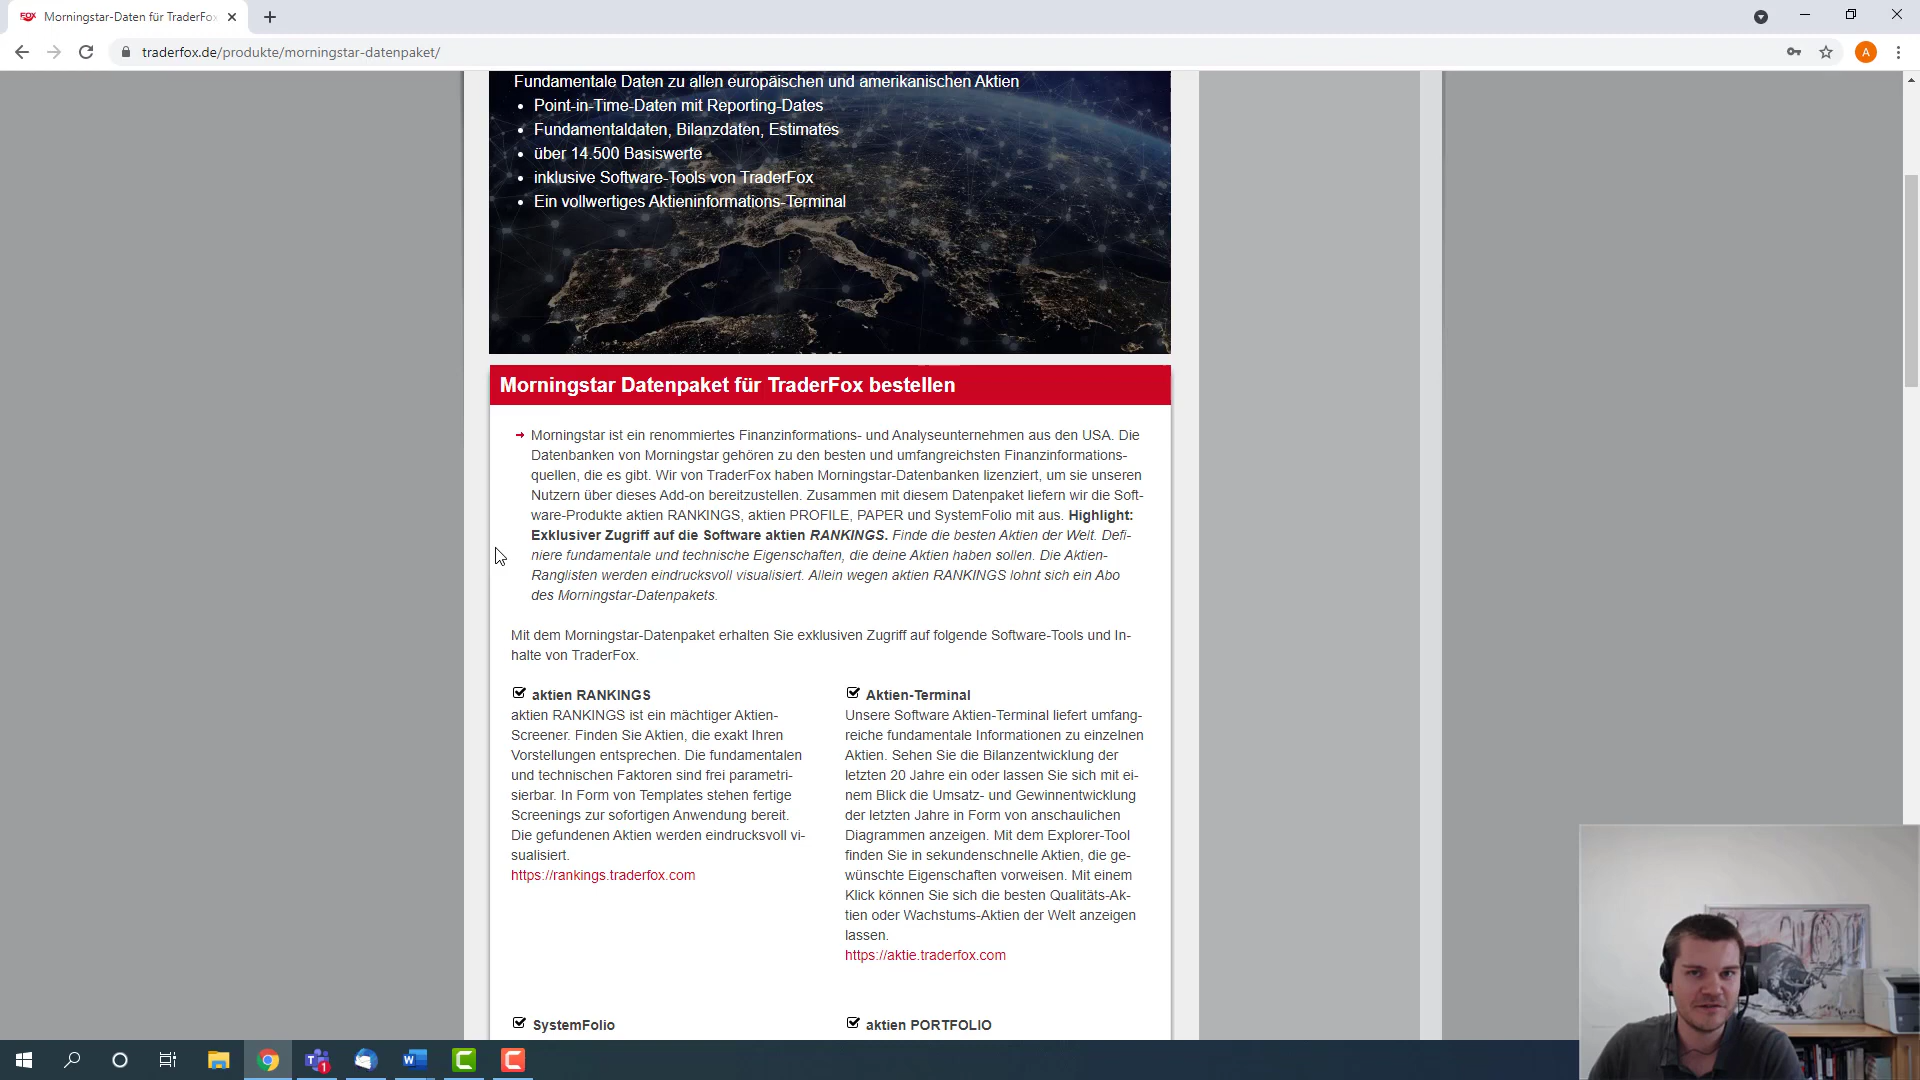 Morningstar-Daten für TraderFox
traderfox.de/produkte/morningstar-datenpaket/
A
Fundamentale Daten zu allen europäischen und amerikanischen Aktien
• Point-in-Time-Daten mit Reporting-Dates
• Fundamentaldaten, Bilanzdaten, Estimates
• über 14.500 Basiswerte
• inklusive Software-Tools von TraderFox
• Ein vollwertiges Aktieninformations-Terminal
Morningstar Datenpaket für TraderFox bestellen
Morningstar ist ein renommiertes Finanzinformations- und Analyseunternehmen aus den USA. Die
Datenbanken von Morningstar gehören zu den besten und umfangreichsten Finanzinformations-
quellen, die es gibt. Wir von TraderFox haben Morningstar-Datenbanken lizenziert, um sie unseren
Nutzern über dieses Add-on bereitzustellen. Zusammen mit diesem Datenpaket liefern wir die Soft-
ware-Produkte aktien RANKINGS, aktien PROFILE, PAPER und SystemFolio mit aus. Highlight:
Exklusiver Zugriff auf die Software aktien RANKINGS. Finde die besten Aktien der Welt. Defi-
niere fundamentale und technische Eigenschaften, die deine Aktien haben sollen. Die Aktien-
Ranglisten werden eindrucksvoll visualisiert. Allein wegen aktien RANKINGS lohnt sich ein Abo
des Morningstar-Datenpakets.
Mit dem Morningstar-Datenpaket erhalten Sie exklusiven Zugriff auf folgende Software-Tools und In-
halte von TraderFox.
aktien RANKINGS
aktien RANKINGS ist ein mächtiger Aktien-
Screener. Finden Sie Aktien, die exakt Ihren
Vorstellungen entsprechen. Die fundamentalen
und technischen Faktoren sind frei parametri-
sierbar. In Form von Templates stehen fertige
Screenings zur sofortigen Anwendung bereit.
Die gefundenen Aktien werden eindrucksvoll vi-
sualisiert.
https://rankings.traderfox.com
Aktien-Terminal
Unsere Software Aktien-Terminal liefert umfang-
reiche fundamentale Informationen zu einzelnen
Aktien. Sehen Sie die Bilanzentwicklung der
letzten 20 Jahre ein oder lassen Sie sich mit ei-
nem Blick die Umsatz- und Gewinnentwicklung
der letzten Jahre in Form von anschaulichen
Diagrammen anzeigen. Mit dem Explorer-Tool
finden Sie in sekundenschnelle Aktien, die ge-
wünschte Eigenschaften vorweisen. Mit einem
Klick können Sie sich die besten Qualitäts-Ak-
tien oder Wachstums-Aktien der Welt anzeigen
lassen.
https://aktie.traderfox.com
SystemFolio
aktien PORTFOLIO